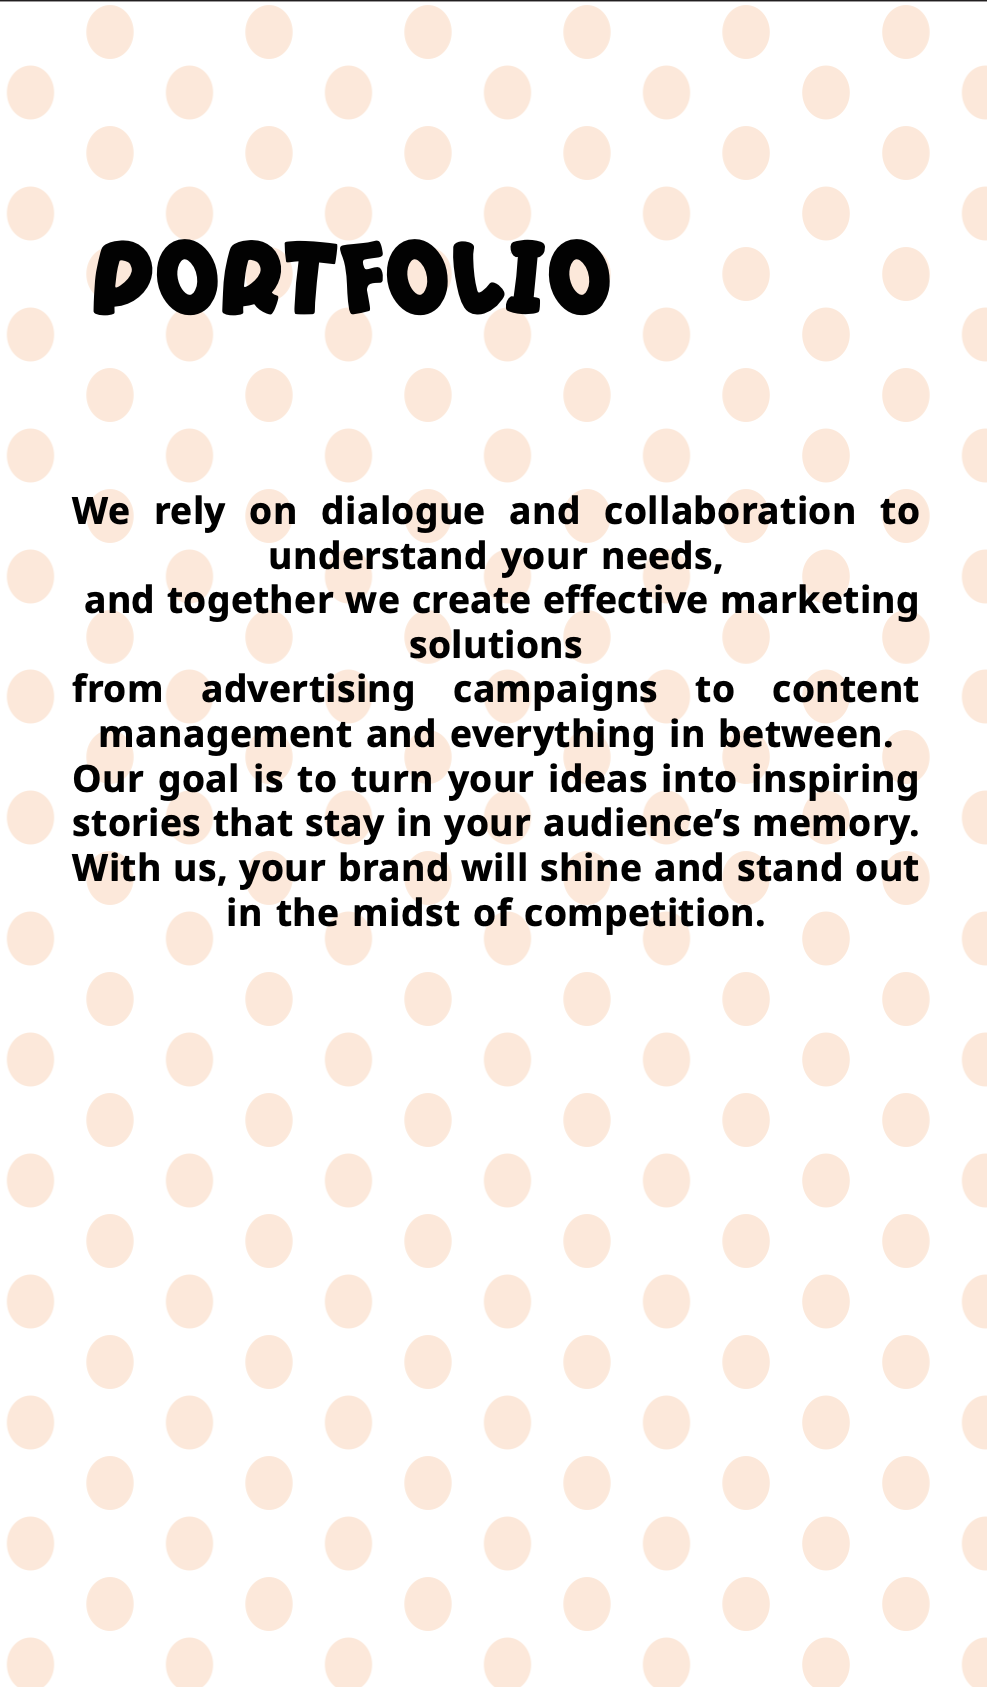 PORTFOLIO
We rely on dialogue and collaboration to
understand your needs,
and together we create effective marketing
solutions
from advertising campaigns to content
management and everything in between.
Our goal is to turn your ideas into inspiring
stories that stay in your audience’s memory.
With us, your brand will shine and stand out
in the midst of competition.